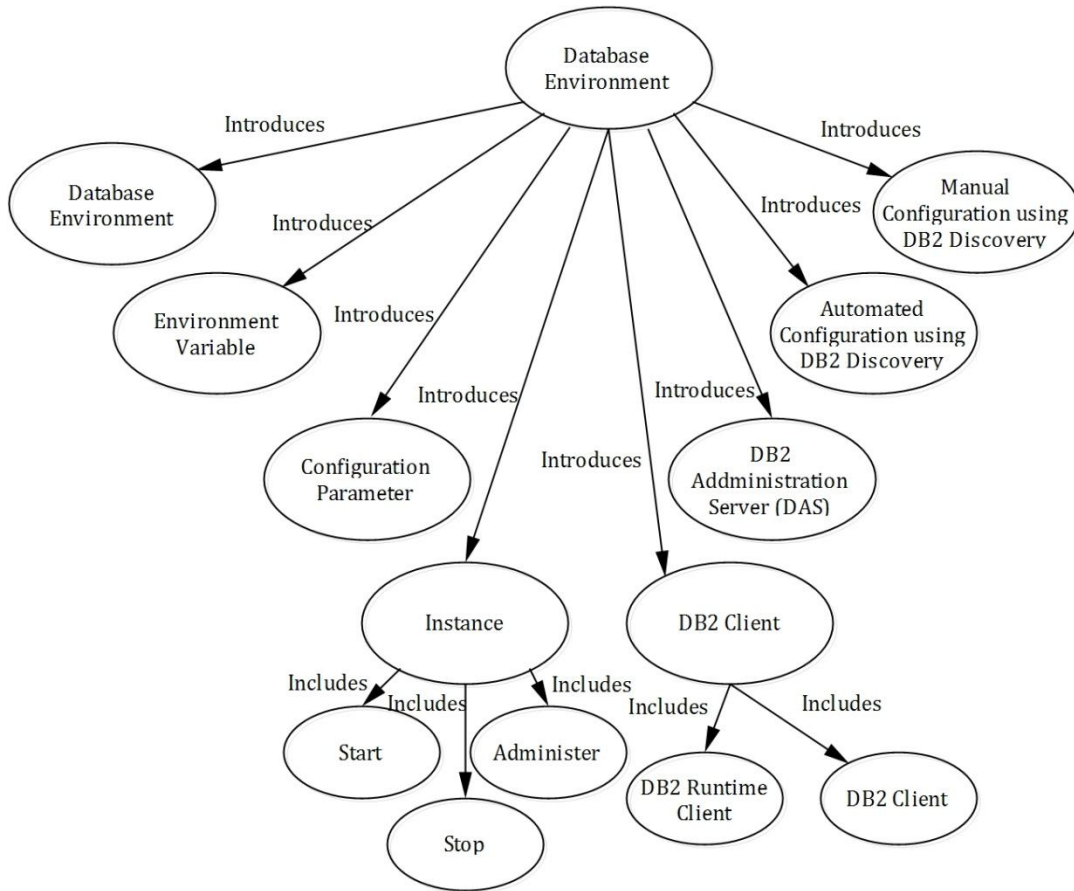 Database
Environment
Introduces
Introduces
Database
Environment
Manual
Configuration using
DB2 Discovery
Introduces
Introduces
Environment
Variable
Introduces
Automated
Configuration using
DB2 Discovery
Introduces
Introduces
Configuration
Parameter
Introduces
DB2
Addministration
Server (DAS)
Instance
DB2 Client
Includes
Includes
Includes
Includes
Includes
Start
Administer
DB2 Runtime
Client
DB2 Client
Stop